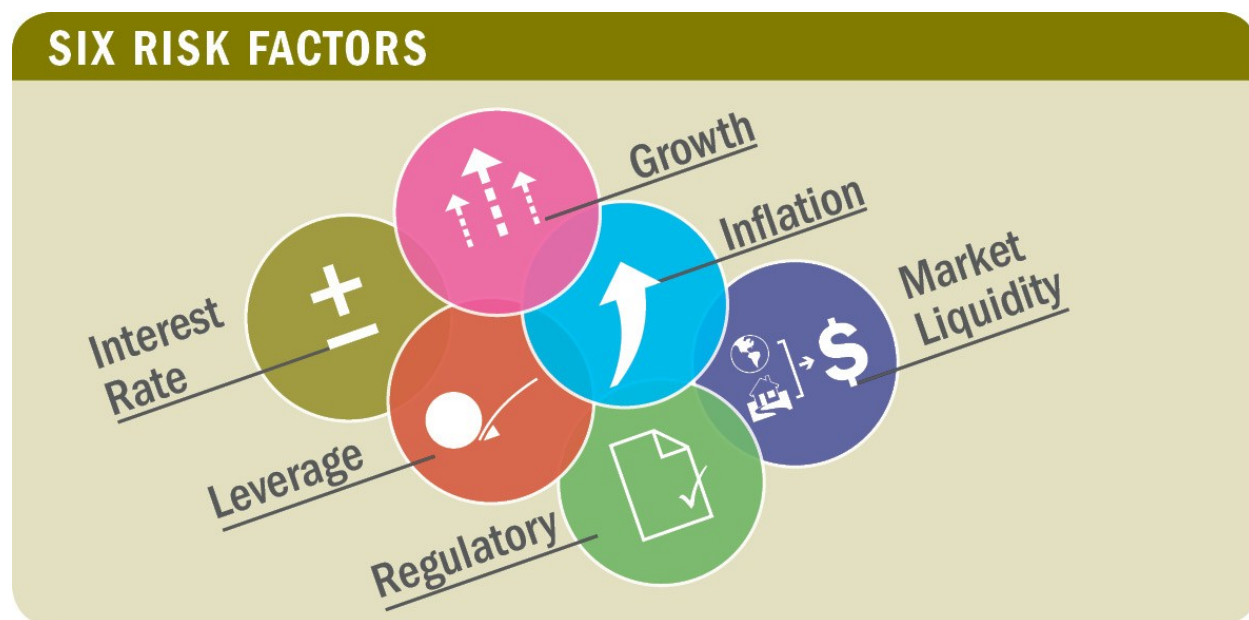 SIX RISK FACTORS
Growth
Inflation
Market
Liquidity
Interest
Rate
Leverage
Regulatory
$